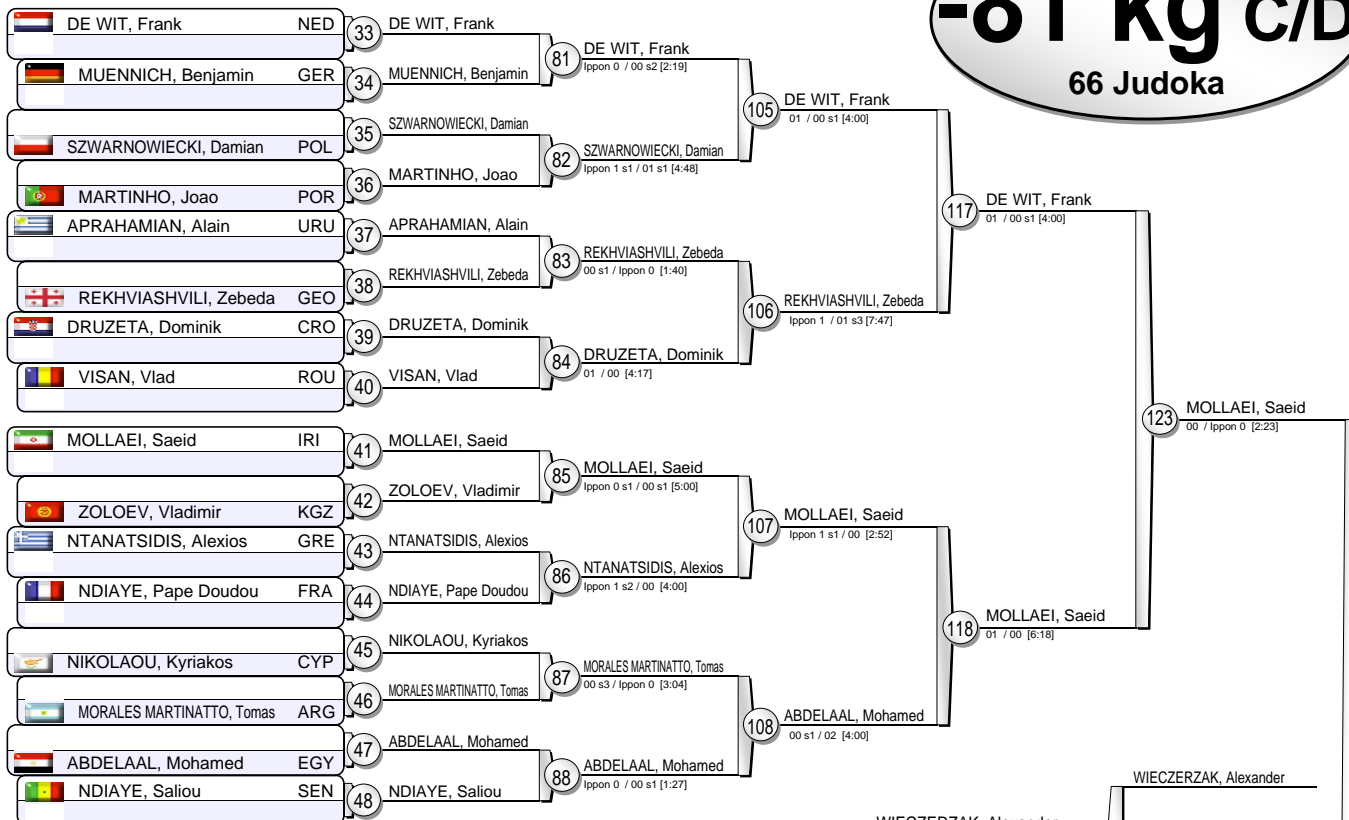 -81 kg C/D
66 Judoka
DE WIT, Frank NED
MUENNICH, Benjamin GER
SZWARNOWIECKI, Damian POL
MARTINHO, Joao POR
APRAHAMIAN, Alain URU
REKHVIASHVILI, Zebeda GEO
DRUZETA, Dominik CRO
VISAN, Vlad ROU
MOLLAEI, Saeid IRI
ZOLOEV, Vladimir KGZ
NTANATSIDIS, Alexios GRE
NDIAYE, Pape Doudou FRA
NIKOLAOU, Kyriakos CYP
MORALES MARTINATTO, Tomas ARG
ABDELAAL, Mohamed EGY
NDIAYE, Saliou SEN
33 DE WIT, Frank
34 MUENNICH, Benjamin
35 SZWARNOWIECKI, Damian
36 MARTINHO, Joao
37 APRAHAMIAN, Alain
38 REKHVIASHVILI, Zebeda
39 DRUZETA, Dominik
40 VISAN, Vlad
41 MOLLAEI, Saeid
42 ZOLOEV, Vladimir
43 NTANATSIDIS, Alexios
44 NDIAYE, Pape Doudou
45 NIKOLAOU, Kyriakos
46 MORALES MARTINATTO, Tomas
47 ABDELAAL, Mohamed
48 NDIAYE, Saliou
81 DE WIT, Frank
Ippon 0 / 00 s2 [2:19]
82 SZWARNOWIECKI, Damian
Ippon 1 s1 / 01 s1 [4:48]
83 REKHVIASHVILI, Zebeda
00 s1 / Ippon 0 [1:40]
84 DRUZETA, Dominik
01 / 00 [4:17]
85 MOLLAEI, Saeid
Ippon 0 s1 / 00 s1 [5:00]
86 NTANATSIDIS, Alexios
Ippon 1 s2 / 00 [4:00]
87 MORALES MARTINATTO, Tomas
00 s3 / Ippon 0 [3:04]
88 ABDELAAL, Mohamed
Ippon 0 / 00 s1 [1:27]
105 DE WIT, Frank
01 / 00 s1 [4:00]
106 REKHVIASHVILI, Zebeda
Ippon 1 / 01 s3 [7:47]
107 MOLLAEI, Saeid
Ippon 1 s1 / 00 [2:52]
108 ABDELAAL, Mohamed
00 s1 / 02 [4:00]
117 DE WIT, Frank
01 / 00 s1 [4:00]
118 MOLLAEI, Saeid
01 / 00 [6:18]
123 MOLLAEI, Saeid
00 / Ippon 0 [2:23]
WIECZERZAK, Alexander
WIECZERZAK, Alexander